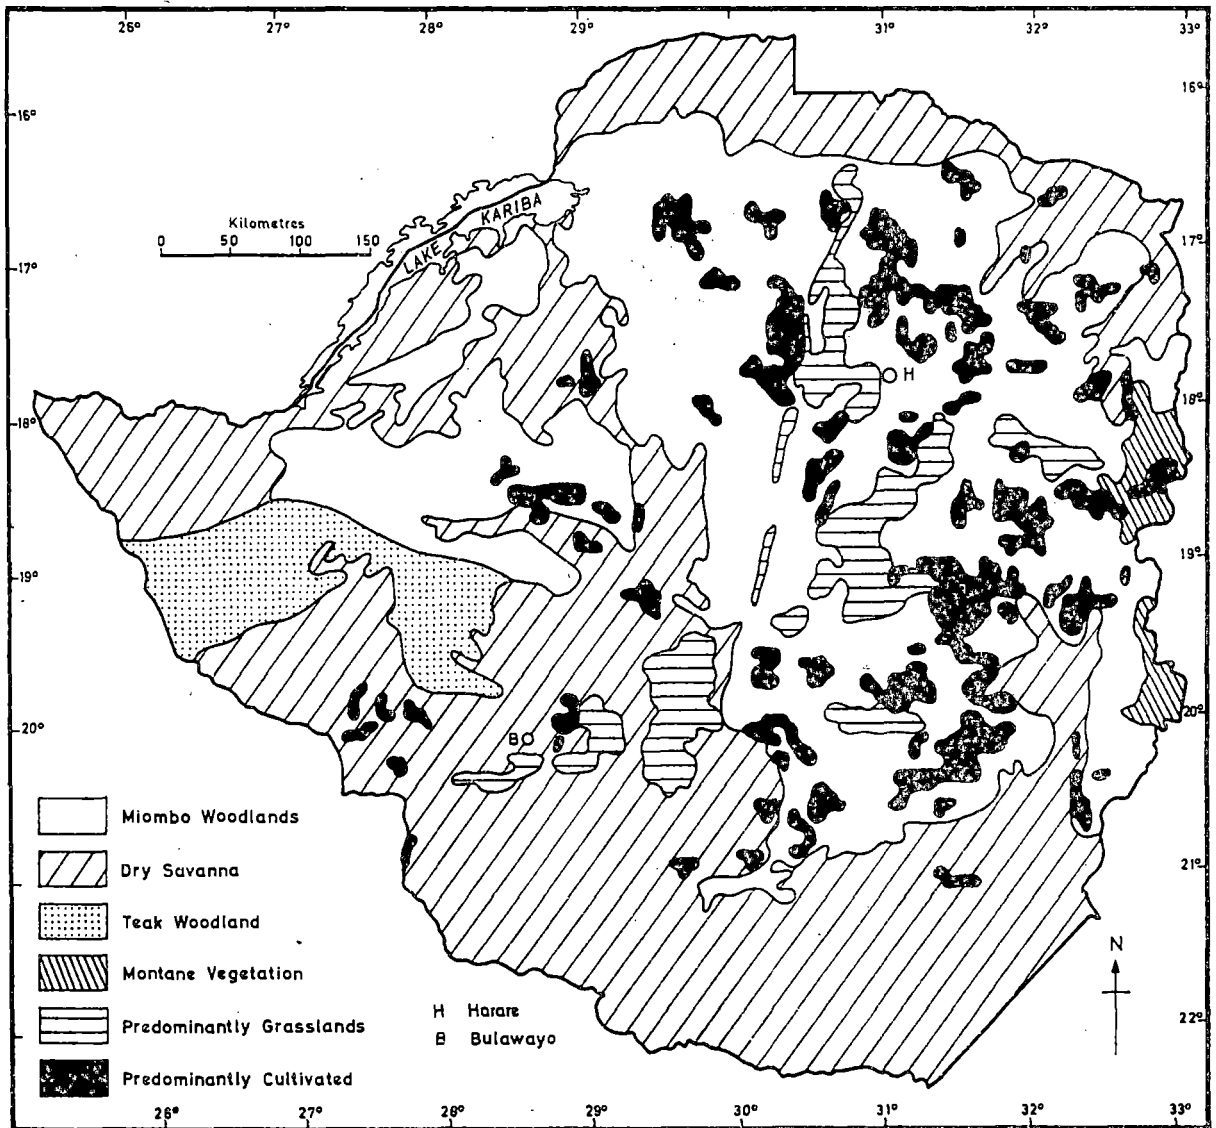 26° 27° 28° 29° 30° 31° 32° 33°
16° 16°
KARIBA
LAKE
Kilometres
0 50 100 150
17° 17°
H
18° 18°
19° 19°
20° 20°
B
Miombo Woodlands
Dry Savanna
21°
Teak Woodland
N
Montane Vegetation
Predominantly Grasslands
H Harare
22°
B Bulawayo
Predominantly Cultivated
26° 27° 28° 29° 30° 31° 32° 33°